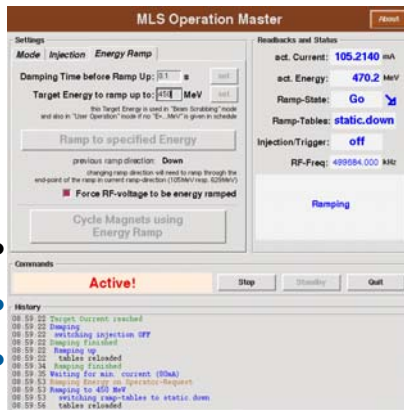 MLS Operation Master
About
Settings
Mode Injection Energy Ramp
Damping Time before Ramp Up: 0.1 s set
Target Energy to ramp up to: 450 MeV set
this Target Energy is used in "Beam Scrubbing" mode
and also in "User Operation" mode if no "E=...MeV" is given in schedule
Ramp to specified Energy
previous ramp direction: Down
changing ramp direction will need to ramp through the
end-point of the ramp in current ramp-direction (105MeV resp. 629MeV)
Force RF-voltage to be energy ramped
Cycle Magnets using
Energy Ramp
Readbacks and Status
act. Current: 105.2140 mA
act. Energy: 470.2 MeV
Ramp-State: Go
Ramp-Tables: static.down
Injection/Trigger: off
RF-Freq: 499684.000 kHz
Ramping
Commands
Active!
Stop Standby Quit
History
08:59:22 Target Current reached
08:59:22 Damping
08:59:22 switching injection OFF
08:59:22 Damping finished
08:59:22 Ramping up
08:59:22 tables reloaded
08:59:34 Ramping finished
08:59:35 Waiting for min. current (80mA)
08:59:53 Ramping Energy on Operator-Request
08:59:53 Ramping to 450 MeV
08:59:53 switching ramp-tables to static.down
08:59:56 tables reloaded